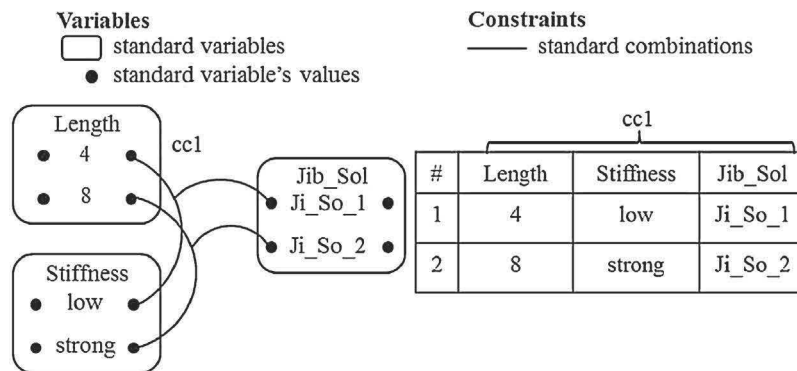 Variables
standard variables
standard variable's values
Constraints
standard combinations
Length
4
8
cc1
Stiffness
low
strong
Jib_Sol
Ji_So_1
Ji_So_2
cc1
# Length Stiffness Jib_Sol
1 4 low Ji_So_1
2 8 strong Ji_So_2